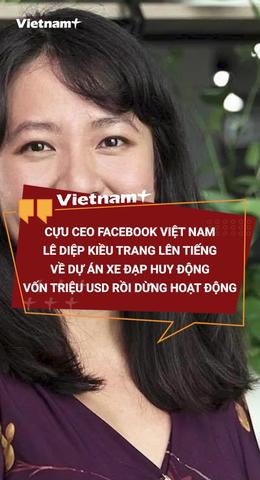 Vietnam+
Vietnam+
CỰU CEO FACEBOOK VIỆT NAM
LÊ DIỆP KIỀU TRANG LÊN TIẾNG
VỀ DỰ ÁN XE ĐẠP HUY ĐỘNG
VỐN TRIỆU USD RỒI DỪNG HOẠT ĐỘNG